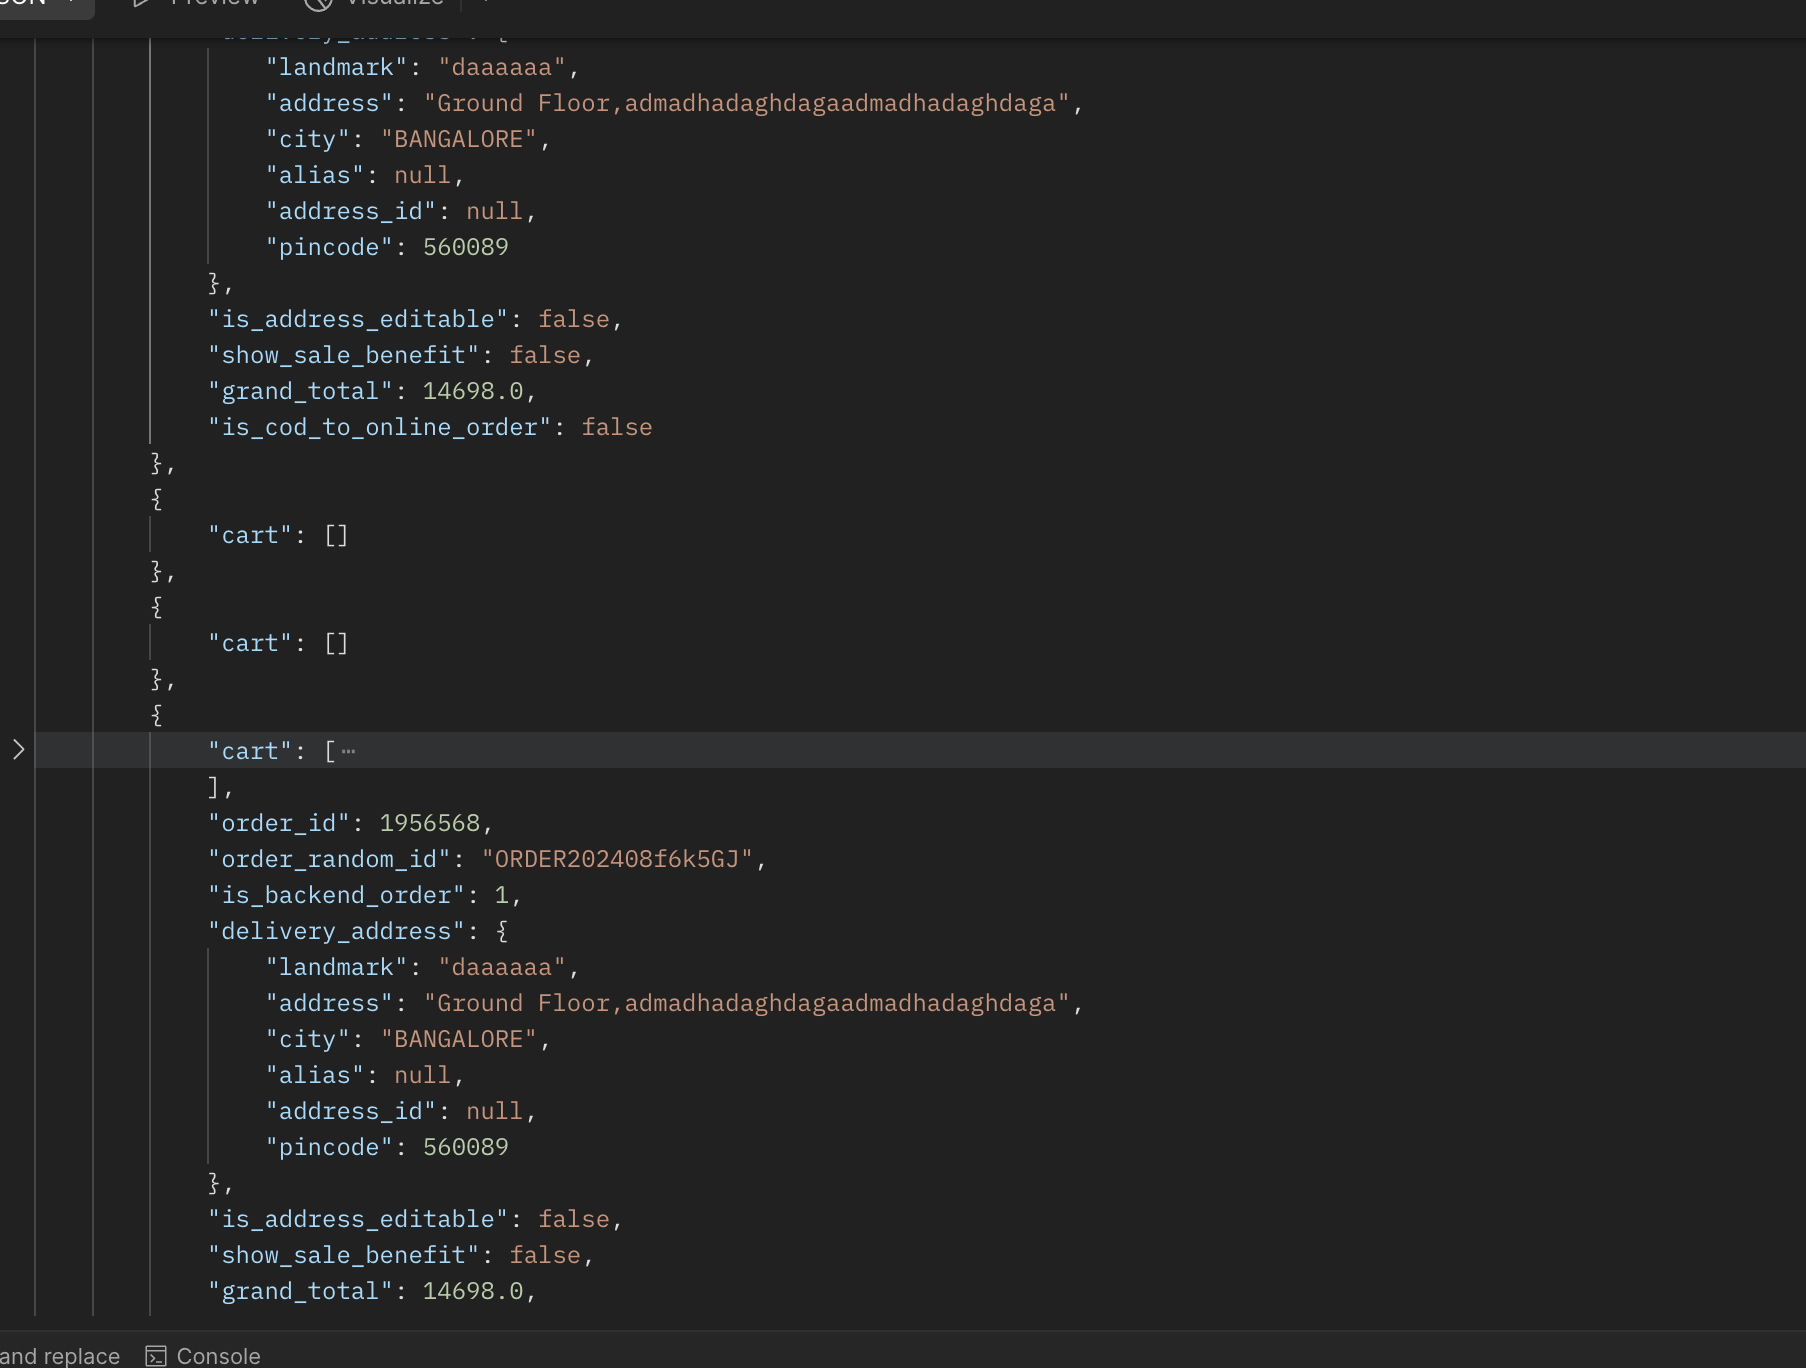 Preview Visualize
"landmark": "daaaaaa",
"address": "Ground Floor,admadhadaghdagaadmadhadaghdaga",
"city": "BANGALORE",
"alias": null,
"address_id": null,
"pincode": 560089
},
"is_address_editable": false,
"show_sale_benefit": false,
"grand_total": 14698.0,
"is_cod_to_online_order": false
},
{
"cart": []
},
{
"cart": []
},
{
"cart": [⋯
],
"order_id": 1956568,
"order_random_id": "ORDER202408f6k5GJ",
"is_backend_order": 1,
"delivery_address": {
"landmark": "daaaaaa",
"address": "Ground Floor,admadhadaghdagaadmadhadaghdaga",
"city": "BANGALORE",
"alias": null,
"address_id": null,
"pincode": 560089
},
"is_address_editable": false,
"show_sale_benefit": false,
"grand_total": 14698.0,
and replace Console